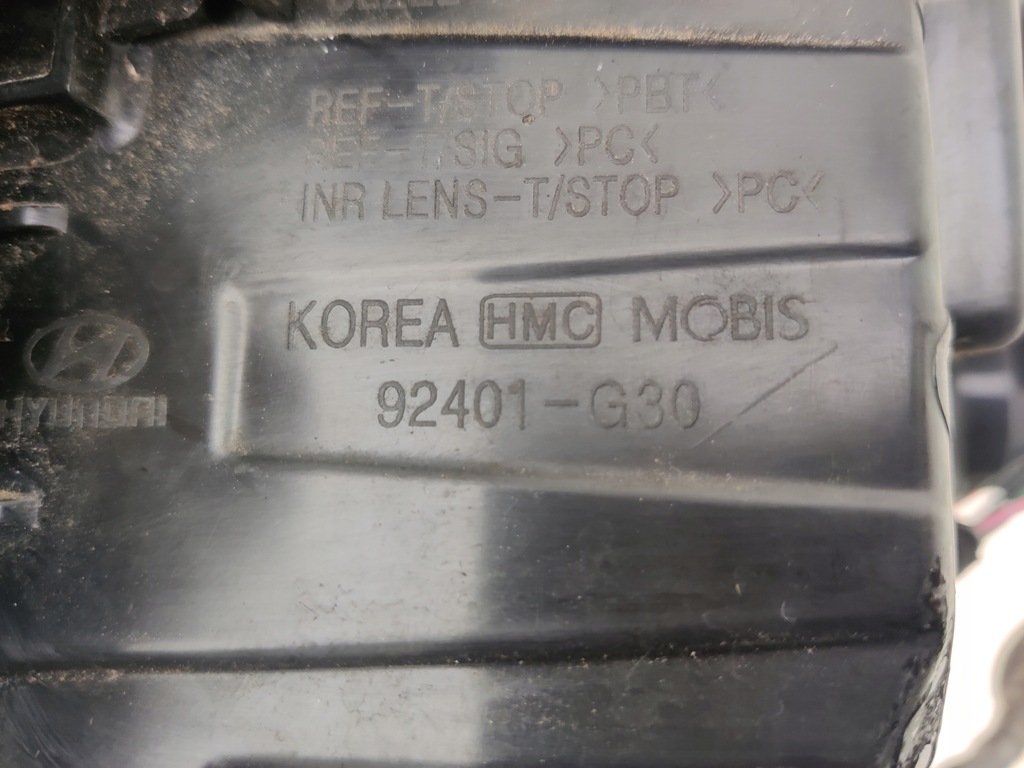 REF-T/STOP >PBT<
REF-T/SIG >PC<
INR LENS-T/STOP >PC<
KOREA HMC MOBIS
HYUNDAI
92401-G30